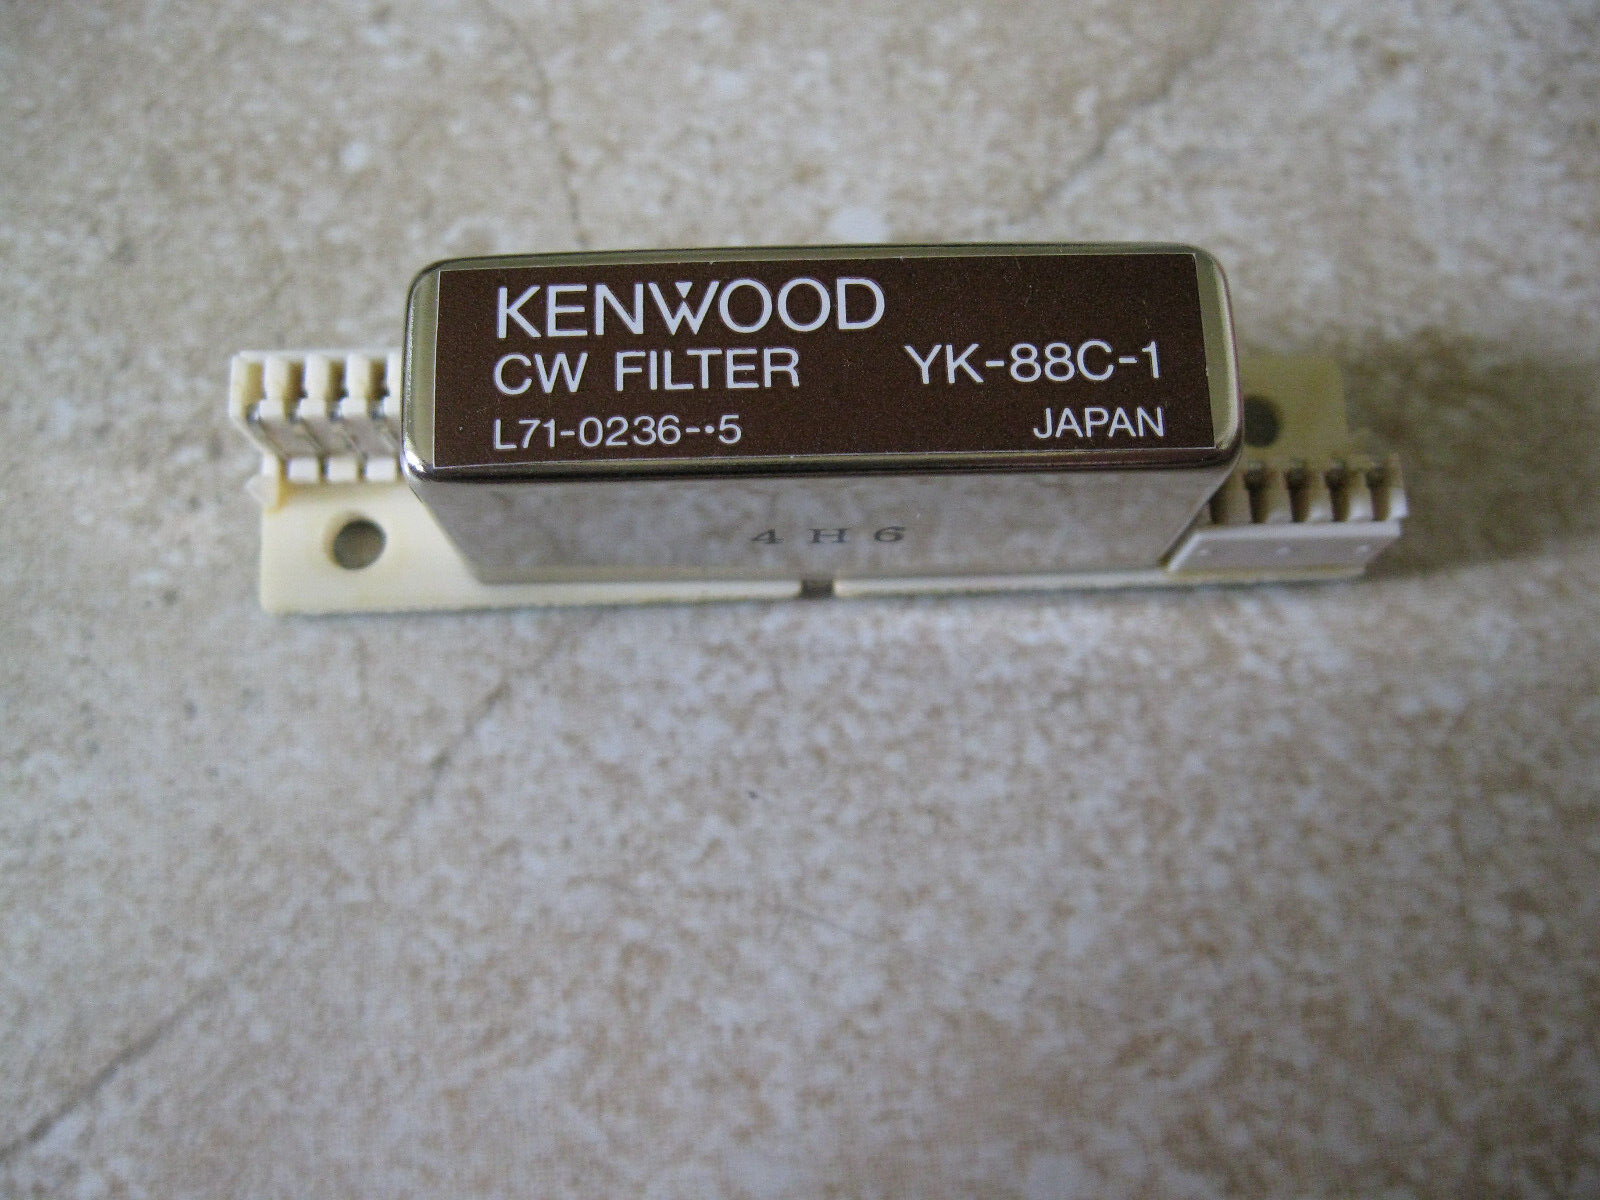 KENWOOD
CW FILTER YK-88C-1
L71-0236-•5 JAPAN
4H6